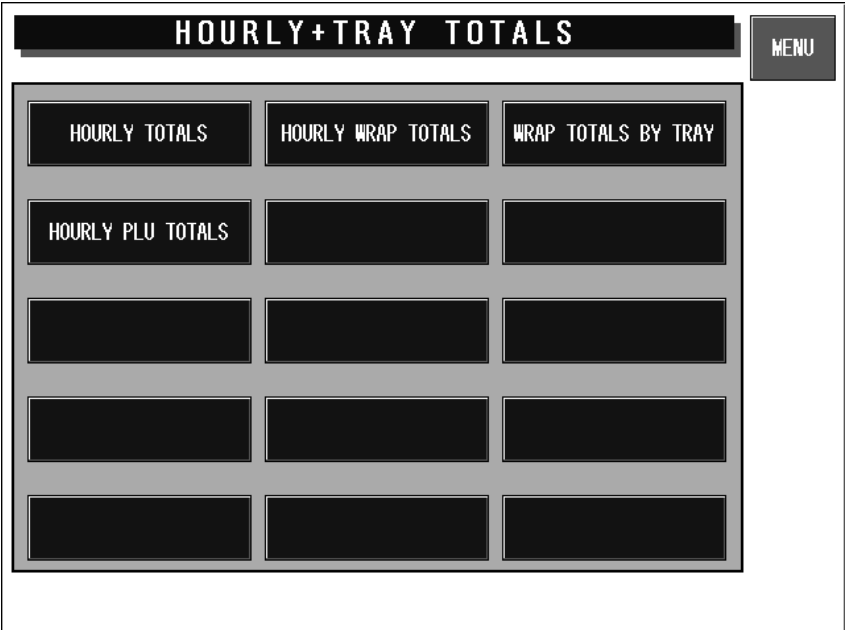 HOURLY+TRAY TOTALS
MENU
HOURLY TOTALS
HOURLY WRAP TOTALS
WRAP TOTALS BY TRAY
HOURLY PLU TOTALS